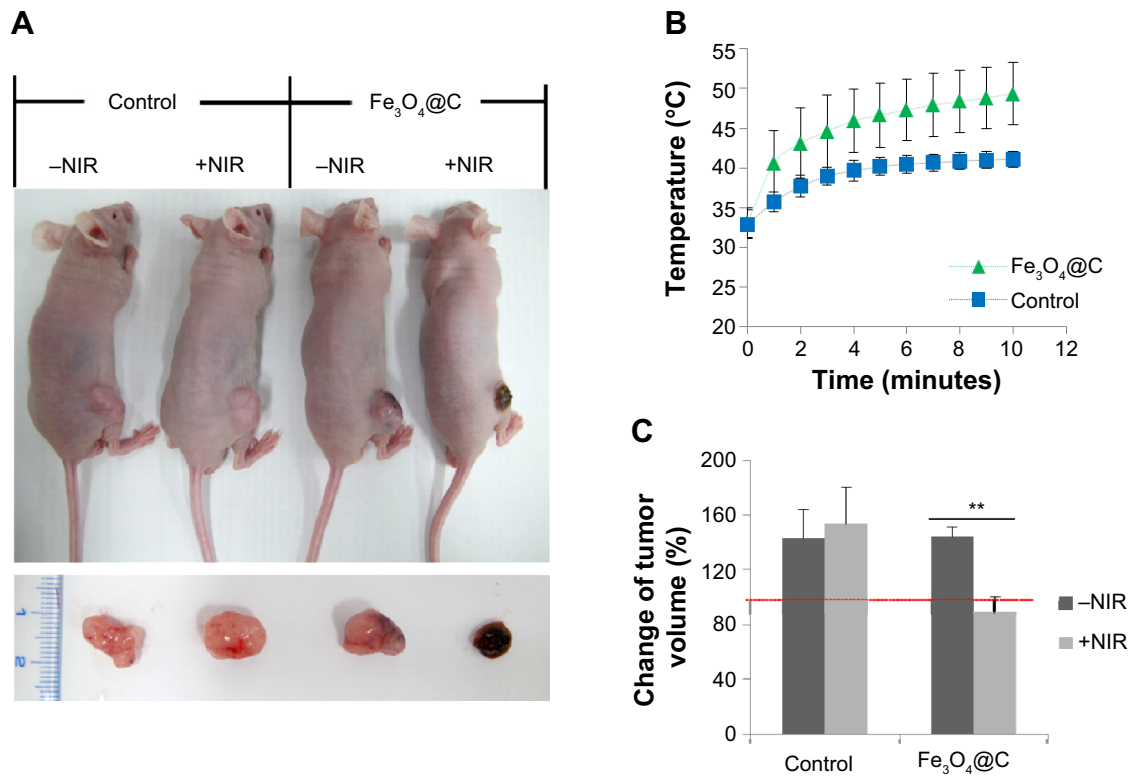 A
Control
Fe₃O₄@C
–NIR
+NIR
–NIR
+NIR
1
2
B
Temperature (°C)
55
50
45
40
35
30
25
20
Fe₃O₄@C
Control
0
2
4
6
8
10
12
Time (minutes)
C
Change of tumor
volume (%)
200
160
120
80
40
0
**
–NIR
+NIR
Control
Fe₃O₄@C